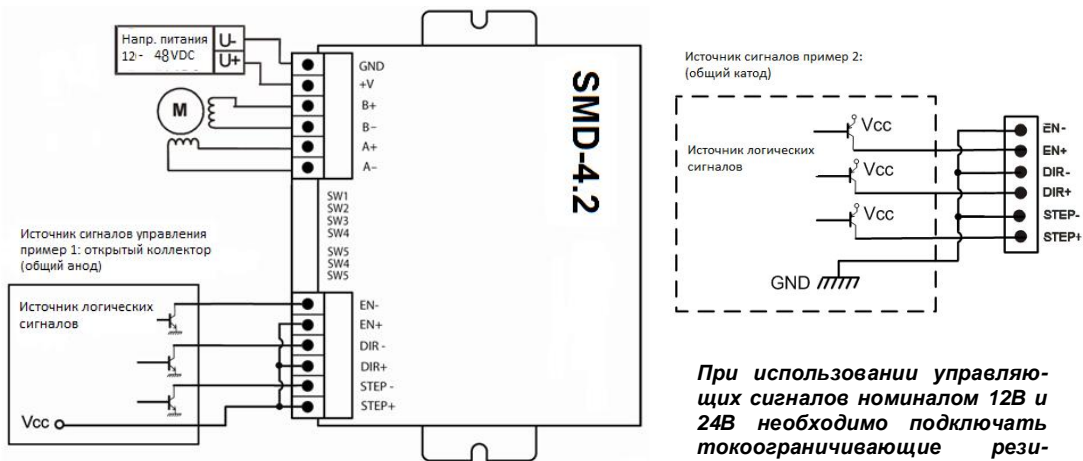 Напр. питания
12 - 48VDC
U-
U+
GND
+V
B+
B-
A+
A-
M
SW1
SW2
SW3
SW4
SW5
SW4
SW5
SMD-4.2
Источник сигналов управления
пример 1: открытый коллектор
(общий анод)
Источник логических
сигналов
Vcc
EN-
EN+
DIR -
DIR+
STEP -
STEP+
Источник сигналов пример 2:
(общий катод)
Vcc
Источник логических
сигналов
Vcc
Vcc
GND
EN-
EN+
DIR-
DIR+
STEP-
STEP+
При использовании управляю-
щих сигналов номиналом 12В и
24В необходимо подключать
токоограничивающие рези-